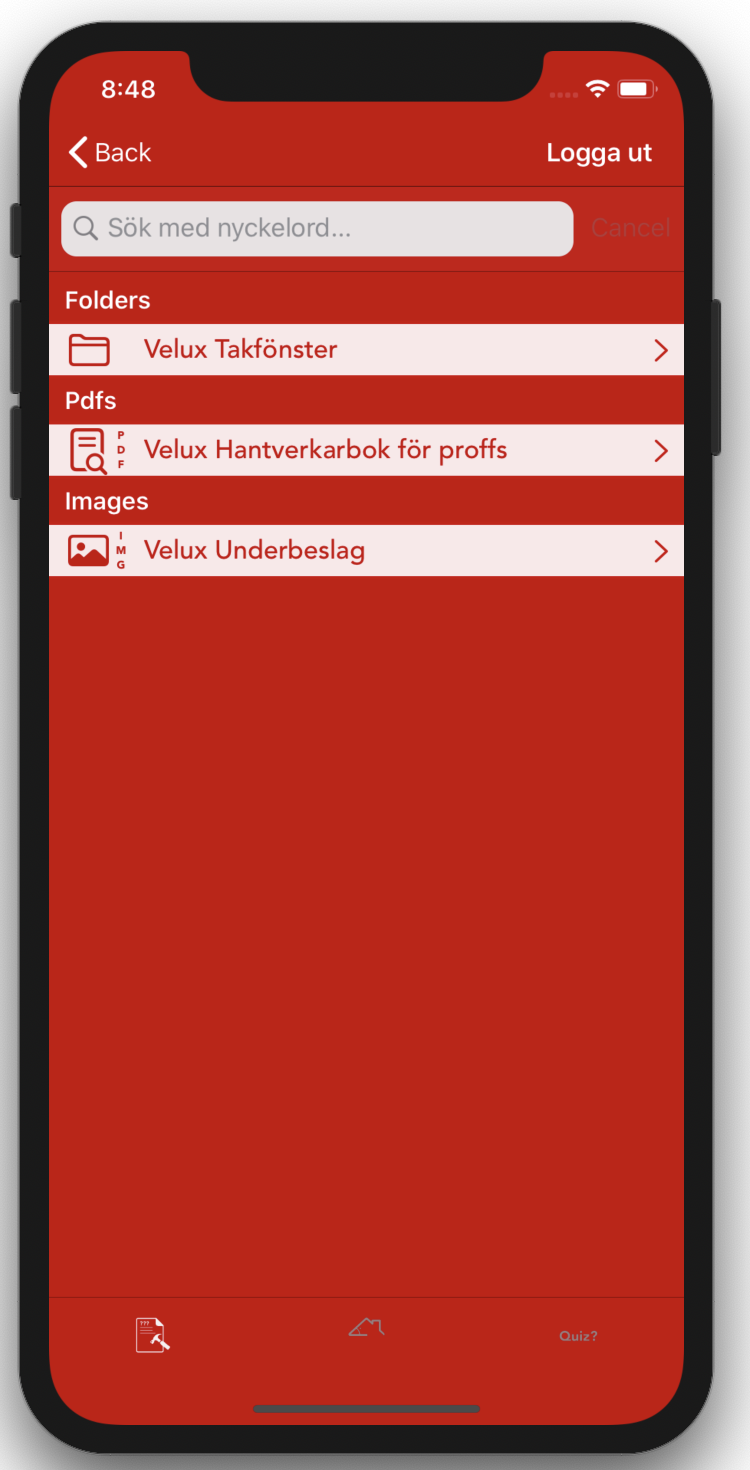 8:48
Back
Logga ut
Sök med nyckelord...
Cancel
Folders
Velux Takfönster
Pdfs
PDF
Velux Hantverkarbok för proffs
Images
IMG
Velux Underbeslag
???
Quiz?